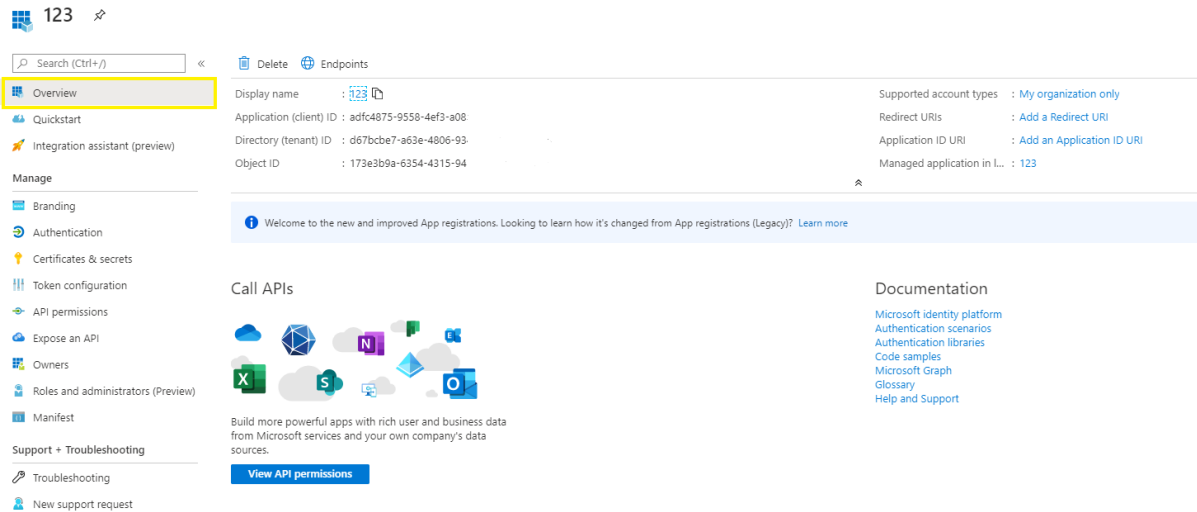 123
Search (Ctrl+/)
«
Overview
Quickstart
Integration assistant (preview)
Manage
Branding
Authentication
Certificates & secrets
Token configuration
API permissions
Expose an API
Owners
Roles and administrators (Preview)
Manifest
Support + Troubleshooting
Troubleshooting
New support request
Delete Endpoints
Display name : 123
Application (client) ID : adfc4875-9558-4ef3-a08
Directory (tenant) ID : d67bcbe7-a63e-4806-93
Object ID : 173e3b9a-6354-4315-94
Supported account types : My organization only
Redirect URIs : Add a Redirect URI
Application ID URI : Add an Application ID URI
Managed application in l... : 123
Welcome to the new and improved App registrations. Looking to learn how it's changed from App registrations (Legacy)? Learn more
Call APIs
N
E
X
S
O
Build more powerful apps with rich user and business data
from Microsoft services and your own company's data
sources.
View API permissions
Documentation
Microsoft identity platform
Authentication scenarios
Authentication libraries
Code samples
Microsoft Graph
Glossary
Help and Support